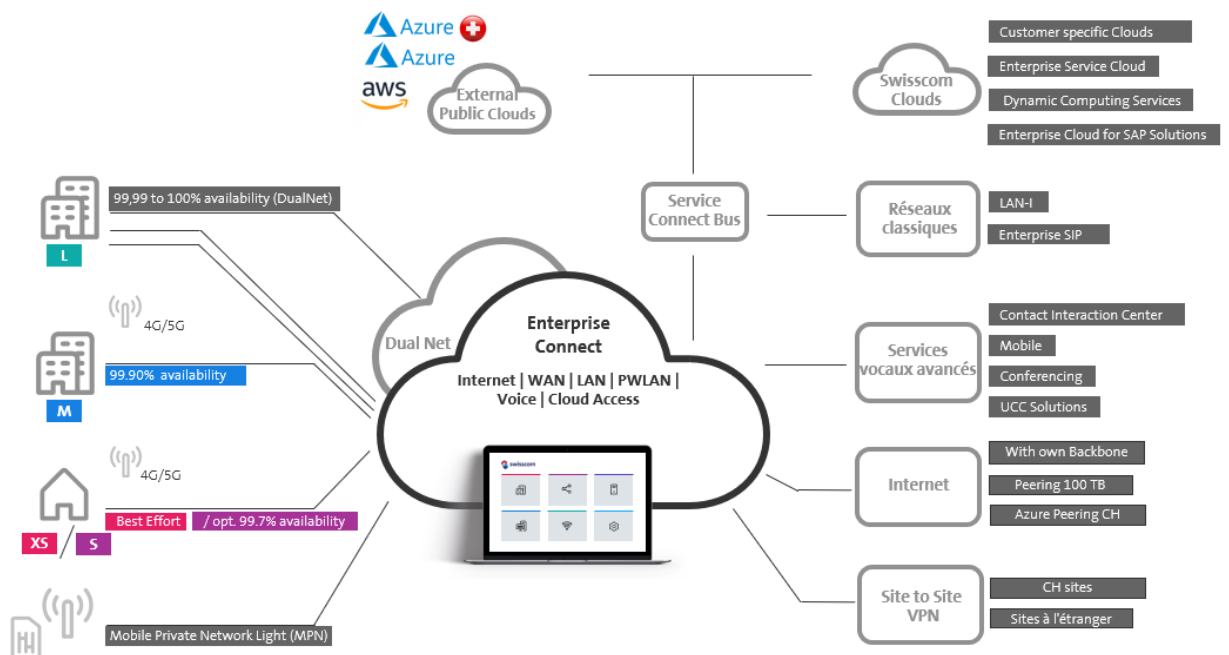 Azure
Azure
aws
External
Public Clouds
Swisscom
Clouds
Customer specific Clouds
Enterprise Service Cloud
Dynamic Computing Services
Enterprise Cloud for SAP Solutions
99,99 to 100% availability (DualNet)
L
Service
Connect Bus
Réseaux
classiques
LAN-I
Enterprise SIP
4G/5G
99.90% availability
M
Dual Net
Enterprise
Connect
Internet | WAN | LAN | PWLAN |
Voice | Cloud Access
swisscom
Services
vocaux avancés
Contact Interaction Center
Mobile
Conferencing
UCC Solutions
4G/5G
Best Effort / opt. 99.7% availability
XS / S
Internet
With own Backbone
Peering 100 TB
Azure Peering CH
Mobile Private Network Light (MPN)
Site to Site
VPN
CH sites
Sites à l'étranger